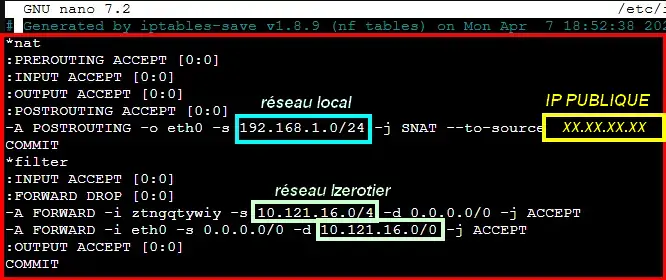 GNU nano 7.2 /etc/i
# Generated by iptables-save v1.8.9 (nf tables) on Mon Apr 7 18:52:38 202
*nat
:PREROUTING ACCEPT [0:0]
:INPUT ACCEPT [0:0]
:OUTPUT ACCEPT [0:0]
:POSTROUTING ACCEPT [0:0]
réseau local IP PUBLIQUE
-A POSTROUTING -o eth0 -s 192.168.1.0/24 -j SNAT --to-source XX.XX.XX.XX
COMMIT
*filter
:INPUT ACCEPT [0:0]
:FORWARD DROP [0:0]
réseau lzerotier
-A FORWARD -i ztngqtywiy -s 10.121.16.0/4 -d 0.0.0.0/0 -j ACCEPT
-A FORWARD -i eth0 -s 0.0.0.0/0 -d 10.121.16.0/0 -j ACCEPT
:OUTPUT ACCEPT [0:0]
COMMIT